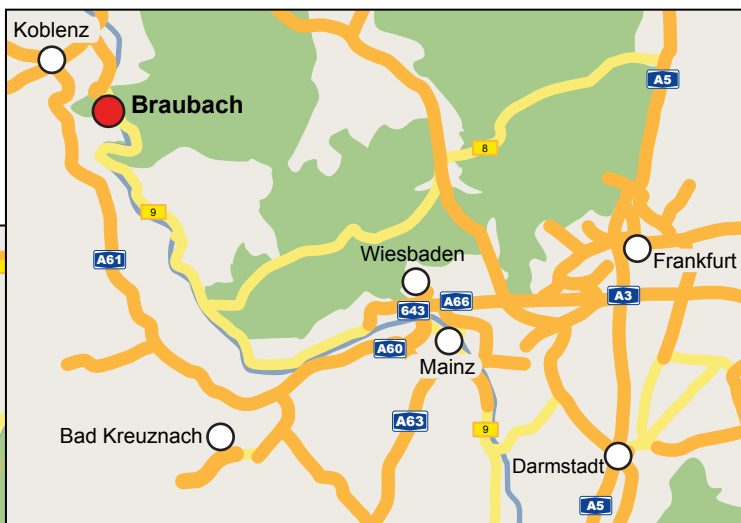 Koblenz
Braubach
A5
8
9
A61
Wiesbaden
Frankfurt
A66
A3
643
A60
Mainz
A63
9
Bad Kreuznach
Darmstadt
A5